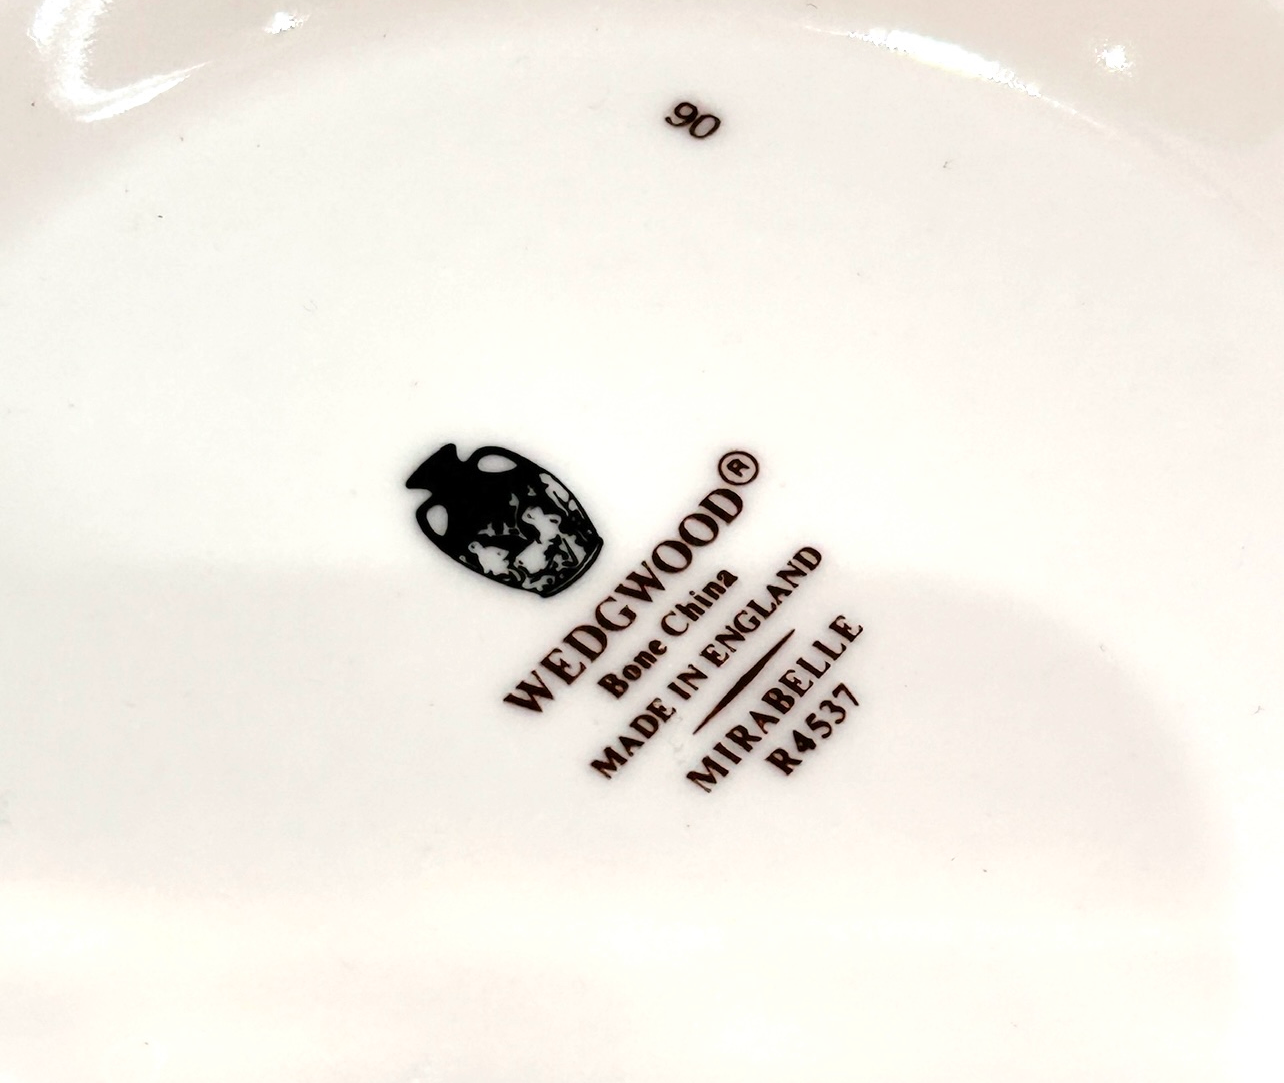 90
WEDGWOOD®
Bone China
MADE IN ENGLAND
MIRABELLE
R4537